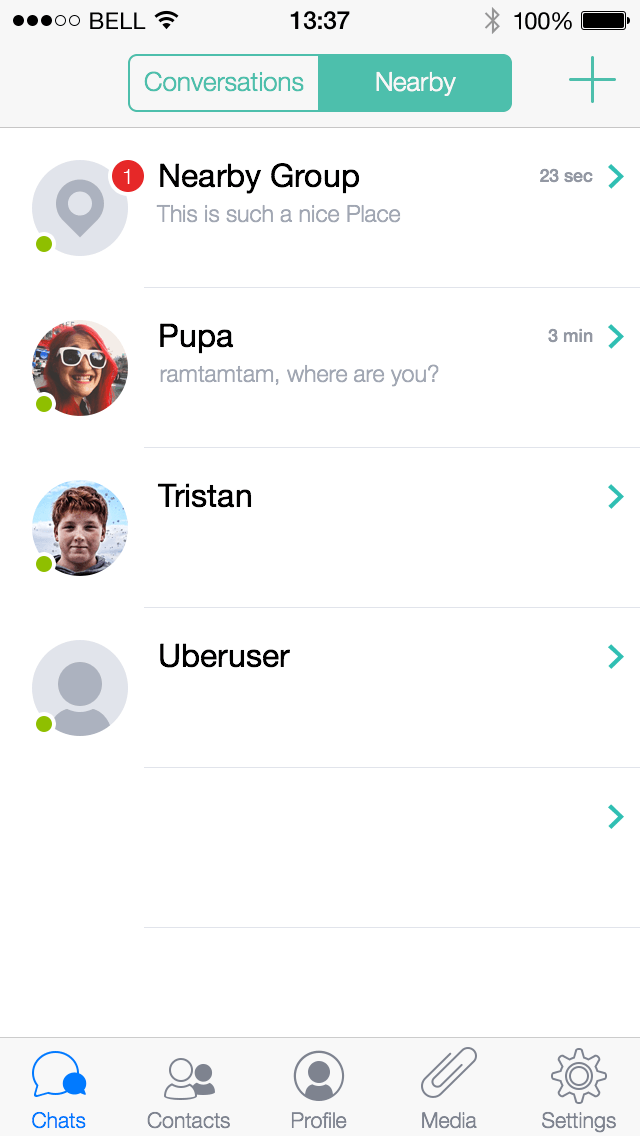 BELL 13:37 100%
Conversations Nearby
1 Nearby Group 23 sec
This is such a nice Place
Pupa 3 min
ramtamtam, where are you?
Tristan
Uberuser
Chats Contacts Profile Media Settings